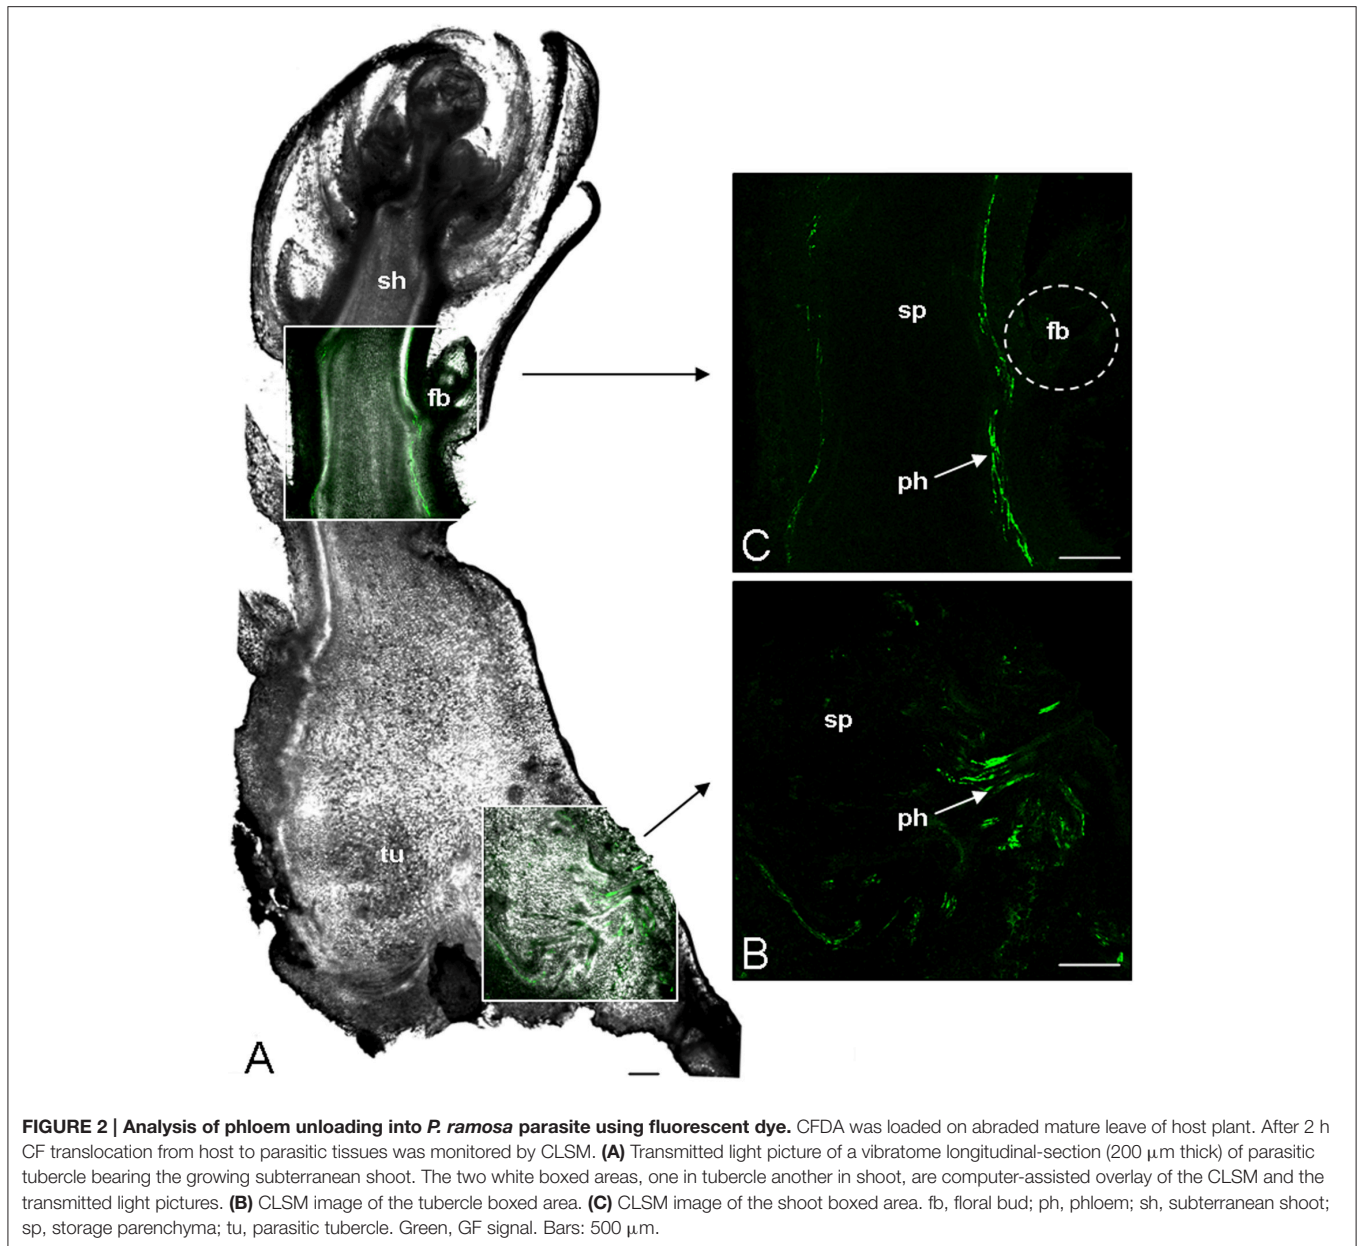 sh
fb
tu
A
sp
fb
ph
C
sp
ph
B
FIGURE 2 | Analysis of phloem unloading into P. ramosa parasite using fluorescent dye. CFDA was loaded on abraded mature leave of host plant. After 2 h
CF translocation from host to parasitic tissues was monitored by CLSM. (A) Transmitted light picture of a vibratome longitudinal-section (200 μm thick) of parasitic
tubercle bearing the growing subterranean shoot. The two white boxed areas, one in tubercle another in shoot, are computer-assisted overlay of the CLSM and the
transmitted light pictures. (B) CLSM image of the tubercle boxed area. (C) CLSM image of the shoot boxed area. fb, floral bud; ph, phloem; sh, subterranean shoot;
sp, storage parenchyma; tu, parasitic tubercle. Green, GF signal. Bars: 500 μm.